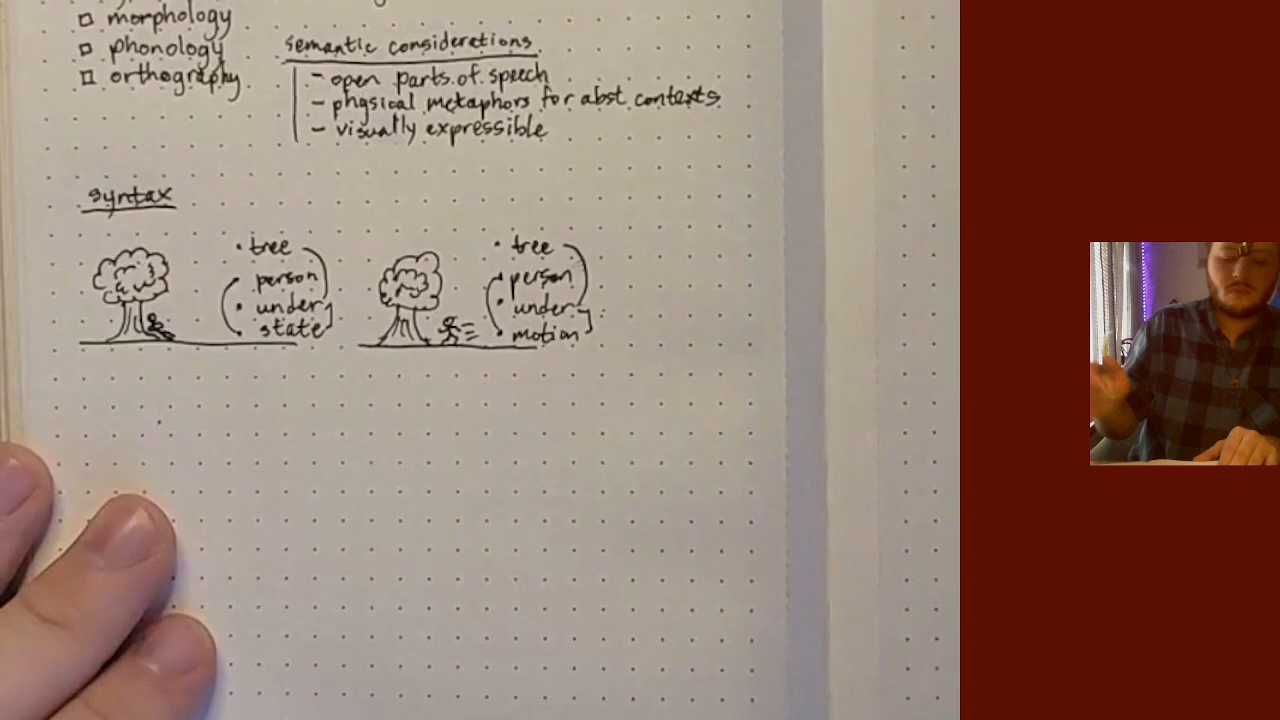 morphology
phonology
orthography
semantic considerations
- open parts of speech
- physical metaphors for abst. contexts
- visually expressible
syntax
• tree
person
• under
• state
• tree
person
• under
• motion